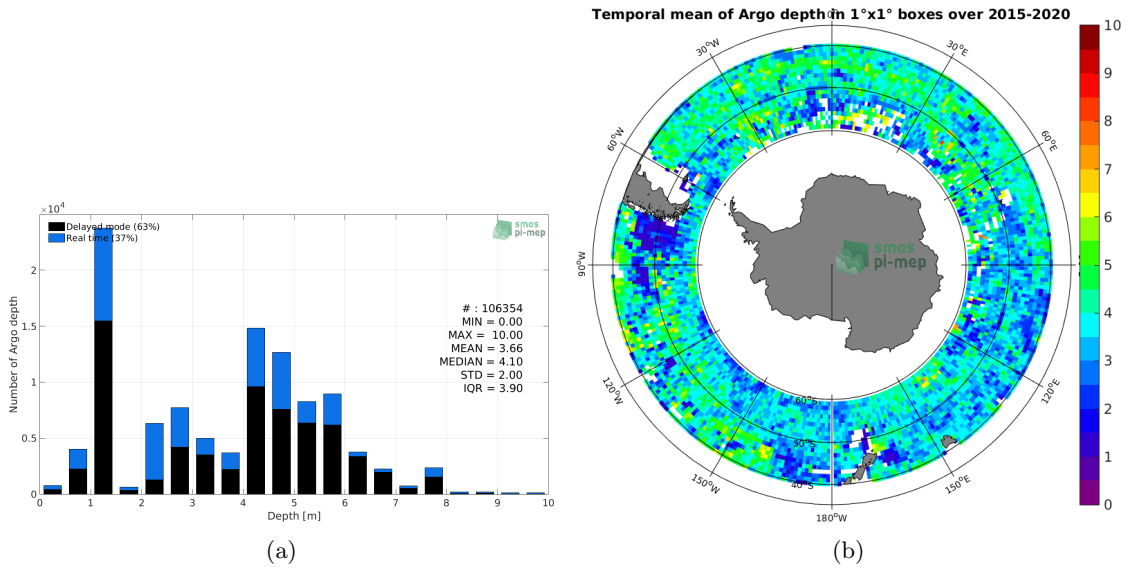 Temporal mean of Argo depth in 1°x1° boxes over 2015-2020
×10⁴
Delayed mode (63%)
Real time (37%)
smos
pi-mep
# : 106354
MIN = 0.00
MAX = 10.00
MEAN = 3.66
MEDIAN = 4.10
STD = 2.00
IQR = 3.90
2
1.5
1
0.5
0
Number of Argo depth
0 1 2 3 4 5 6 7 8 9 10
Depth [m]
(a)
0°
30°W
30°E
60°W
60°E
90°W
120°W
120°E
150°W
150°E
180°W
60°S
50°S
40°S
smos
pi-mep
10
9
8
7
6
5
4
3
2
1
0
(b)